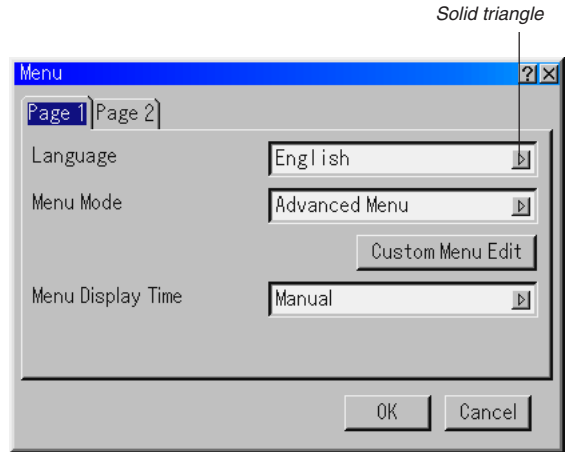 Solid triangle
Menu
Page 1 Page 2
Language English
Menu Mode Advanced Menu
Custom Menu Edit
Menu Display Time Manual
OK Cancel